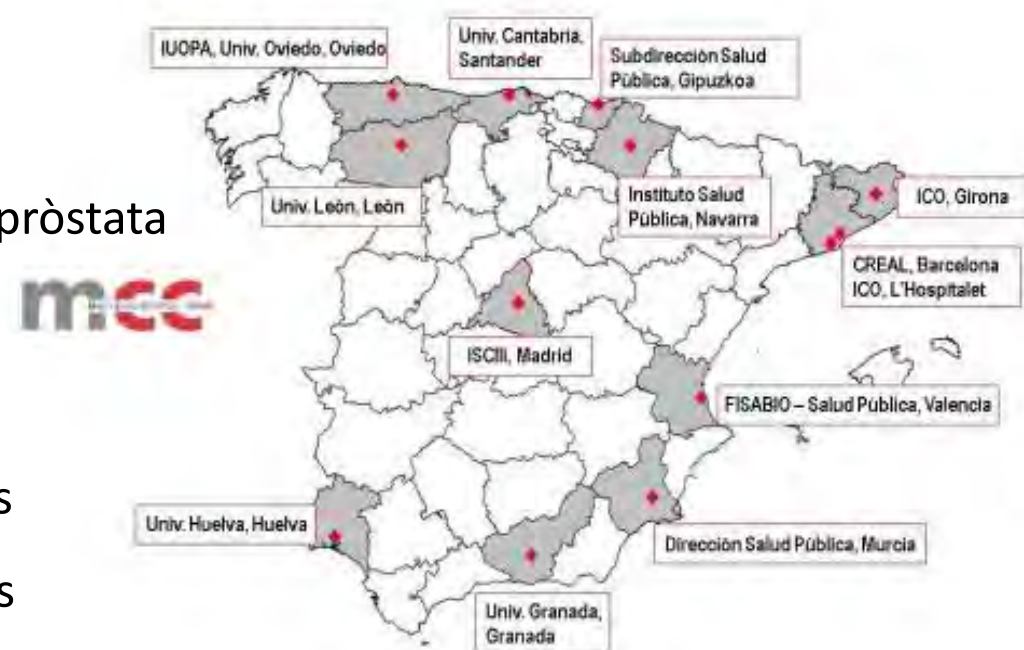 IUOPA, Univ. Oviedo, Oviedo
Univ. Cantabria,
Santander
Subdirección Salud
Pública, Gipuzkoa
pròstata
Univ. León, León
Instituto Salud
Pública, Navarra
ICO, Girona
mcc
CREAL, Barcelona
ICO, L'Hospitalet
ISCIII, Madrid
FISABIO – Salud Pública, Valencia
s
Univ. Huelva, Huelva
Dirección Salud Pública, Murcia
s
Univ. Granada,
Granada